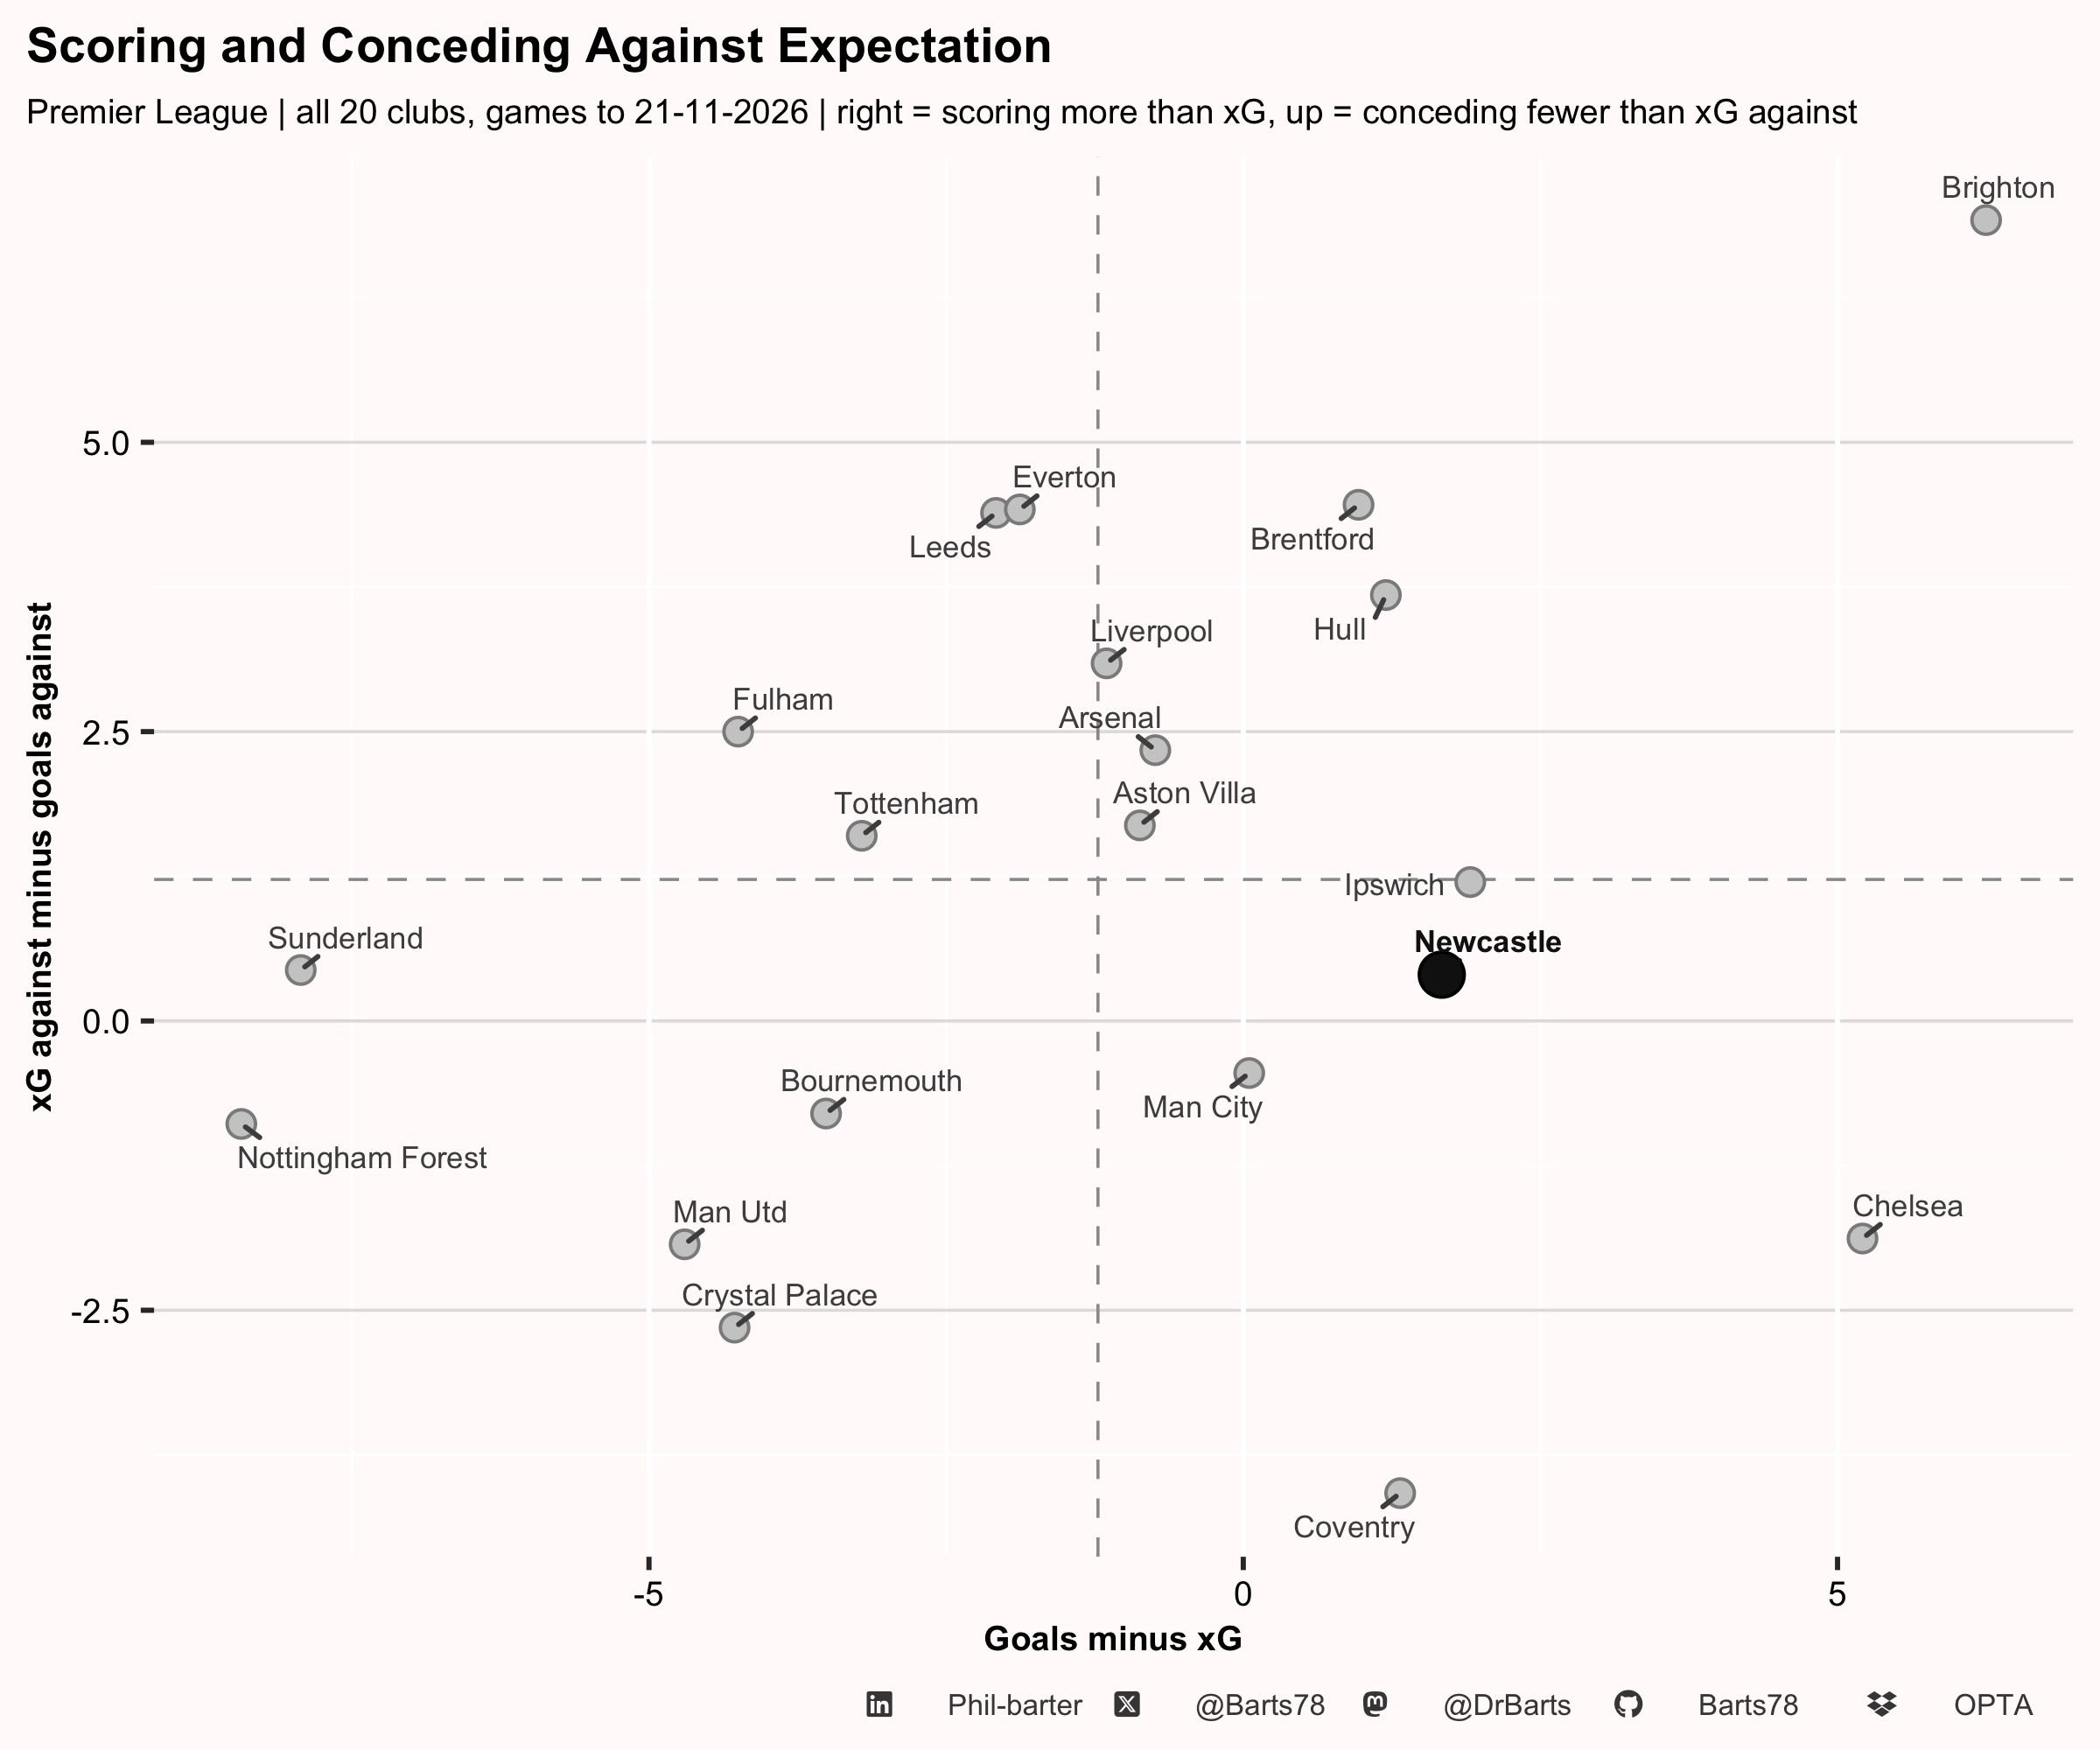 Scoring and Conceding Against Expectation
Premier League | all 20 clubs, games to 21-11-2026 | right = scoring more than xG, up = conceding fewer than xG against
Brighton
5.0
Everton
Leeds
Brentford
Hull
Liverpool
Fulham
Arsenal
2.5
Aston Villa
Tottenham
Ipswich
Sunderland
Newcastle
0.0
xG against minus goals against
Bournemouth
Man City
Nottingham Forest
Man Utd
Chelsea
Crystal Palace
-2.5
Coventry
-5 0 5
Goals minus xG
Phil-barter @Barts78 @DrBarts Barts78 OPTA